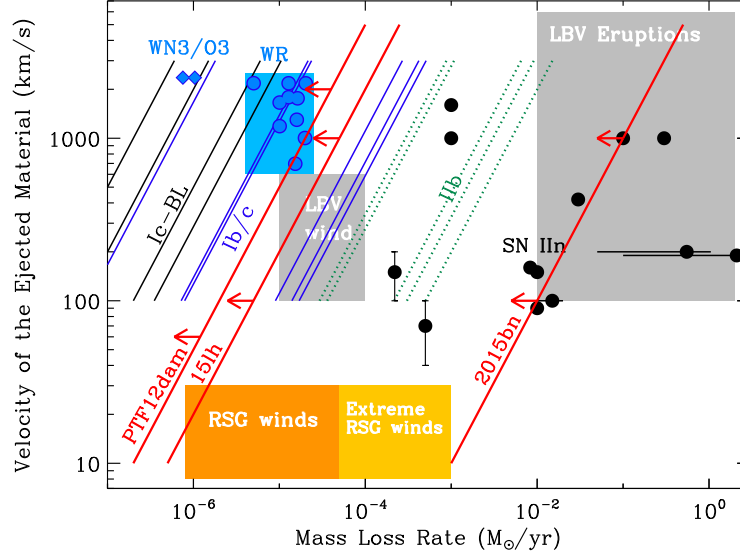 WN3/O3
WR
LBV Eruptions
Velocity of the Ejected Material (km/s)
1000
100
10
Ic-BL
Ib/c
LBV
wind
IIb
SN IIn
PTF12dam
15lh
2015bn
RSG winds
Extreme
RSG winds
10⁻⁶
10⁻⁴
10⁻²
10⁰
Mass Loss Rate (M☉/yr)